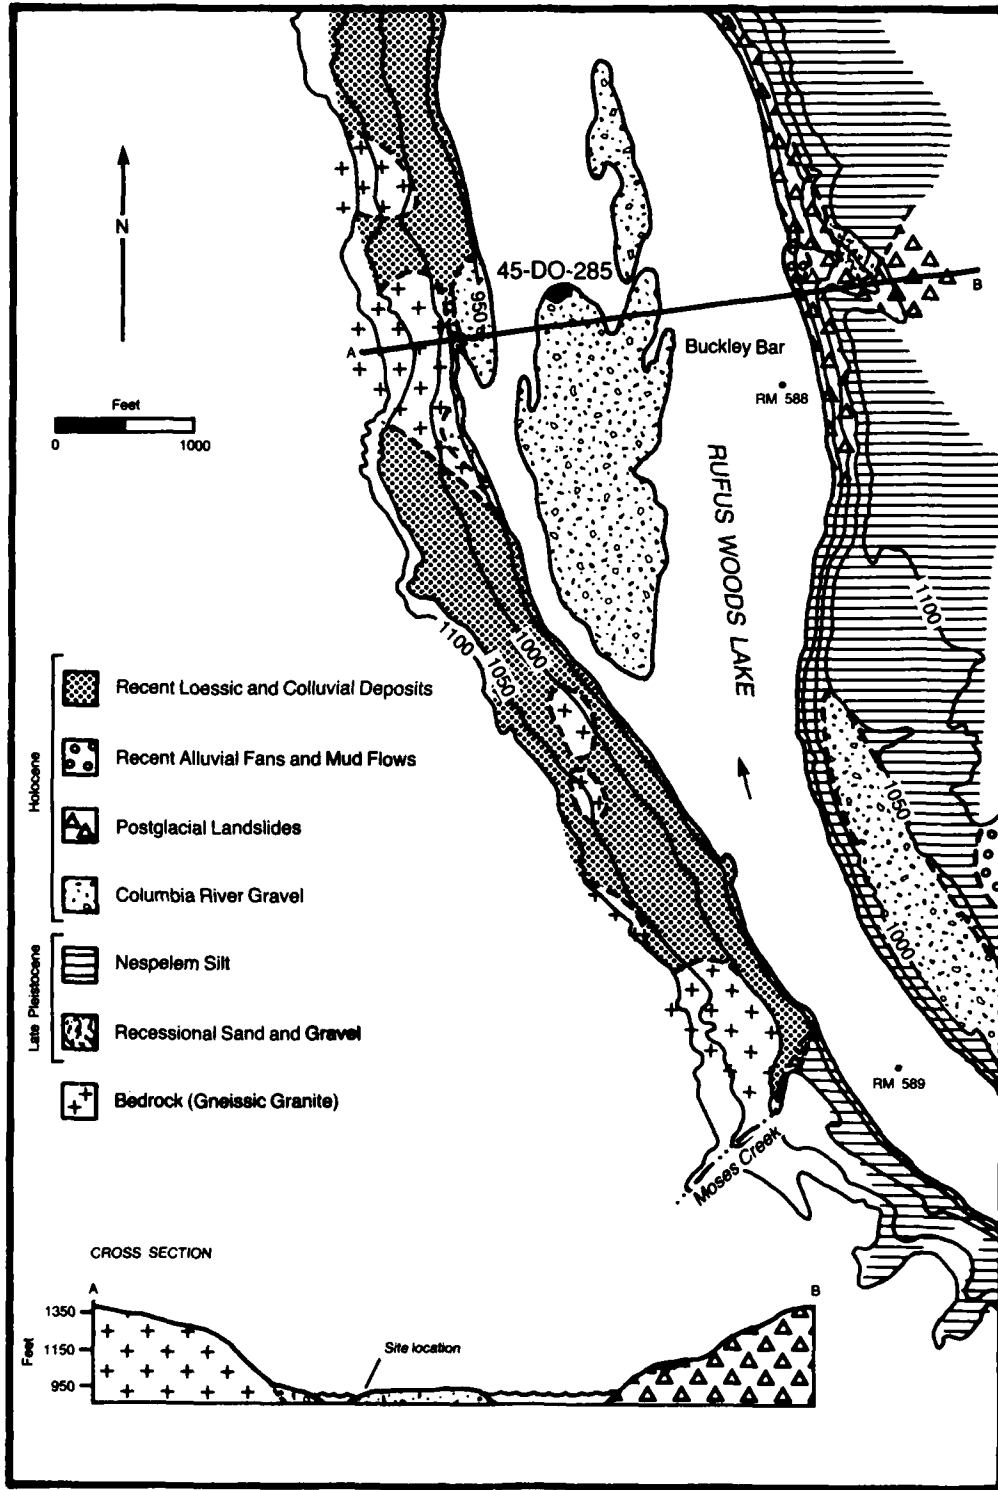 N
45-DO-285
950
A
B
Buckley Bar
RM 588
Feet
0 1000
RUFUS WOODS LAKE
1100
1100
1050
1000
1050
1000
Holocene
Recent Loessic and Colluvial Deposits
Recent Alluvial Fans and Mud Flows
Postglacial Landslides
Columbia River Gravel
Late Pleistocene
Nespelem Silt
Recessional Sand and Gravel
Bedrock (Gneissic Granite)
RM 589
Moses Creek
CROSS SECTION
A
B
Feet
1350
1150
950
Site location